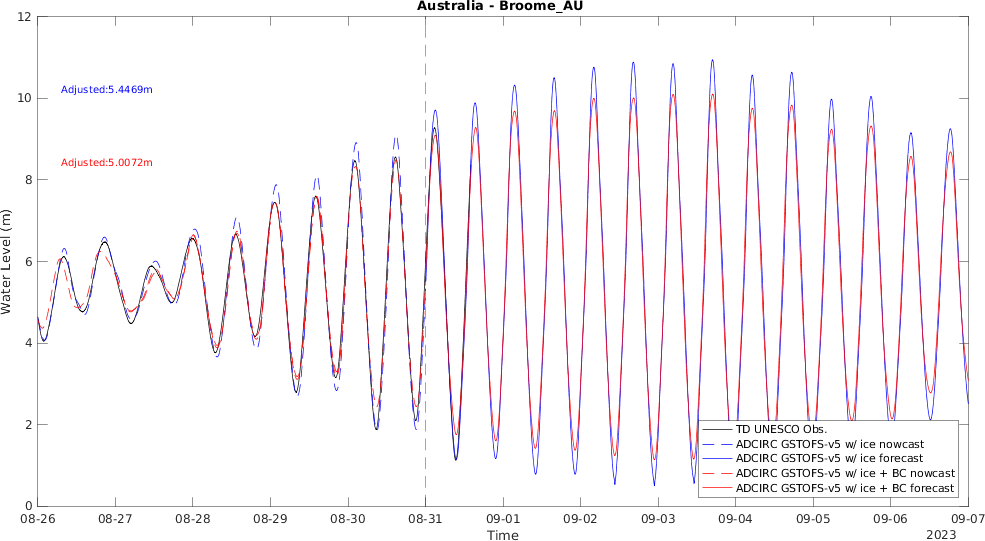 Australia - Broome_AU
12
10
8
6
4
2
0
Water Level (m)
Adjusted:5.4469m
Adjusted:5.0072m
TD UNESCO Obs.
ADCIRC GSTOFS-v5 w/ ice nowcast
ADCIRC GSTOFS-v5 w/ ice forecast
ADCIRC GSTOFS-v5 w/ ice + BC nowcast
ADCIRC GSTOFS-v5 w/ ice + BC forecast
08-26 08-27 08-28 08-29 08-30 08-31 09-01 09-02 09-03 09-04 09-05 09-06 09-07
Time
2023